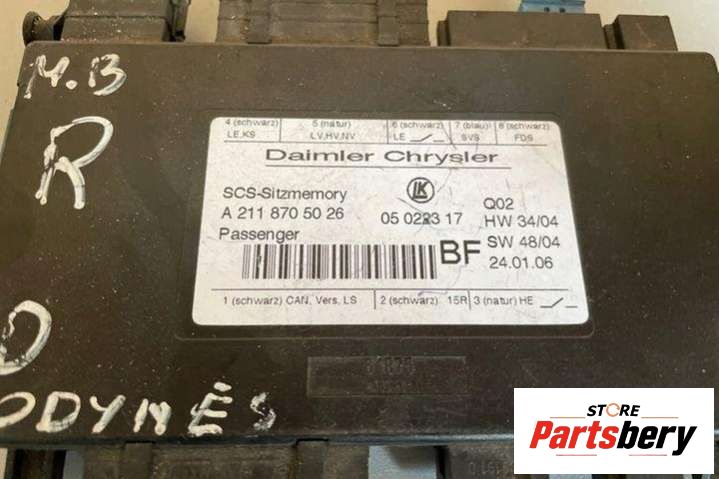 M.B
R
4 (schwarz) 5 (natur) 6 (schwarz) 7 (blau) 8 (schwarz)
LE,KS LV,HV,NV LE SVS FDS
Daimler Chrysler
SCS-Sitzmemory LK Q02
A 211 870 50 26 05 0223 17 HW 34/04
Passenger BF SW 48/04
24.01.06
1 (schwarz) CAN, Vers, LS 2 (schwarz) 15R 3 (natur) HE
ODYNĖS
STORE
Partsbery